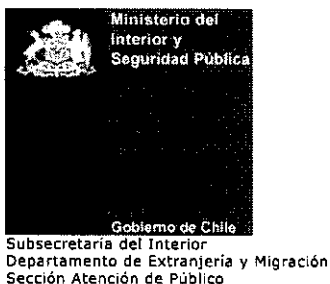 Ministerio del
Interior y
Seguridad Pública
Gobierno de Chile
Subsecretaría del Interior
Departamento de Extranjería y Migración
Sección Atención de Público